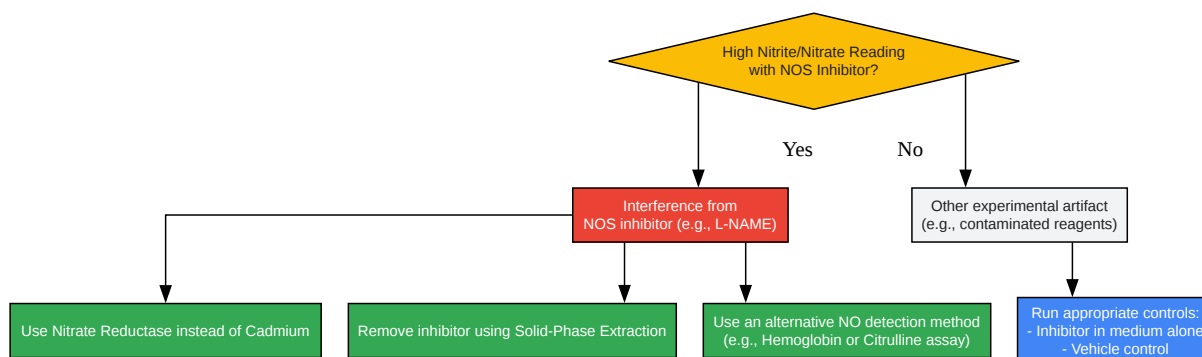 High Nitrite/Nitrate Reading
with NOS Inhibitor?
Yes
No
Interference from
NOS inhibitor (e.g., L-NAME)
Other experimental artifact
(e.g., contaminated reagents)
Use Nitrate Reductase instead of Cadmium
Remove inhibitor using Solid-Phase Extraction
Use an alternative NO detection method
(e.g., Hemoglobin or Citrulline assay)
Run appropriate controls:
- Inhibitor in medium alone
- Vehicle control